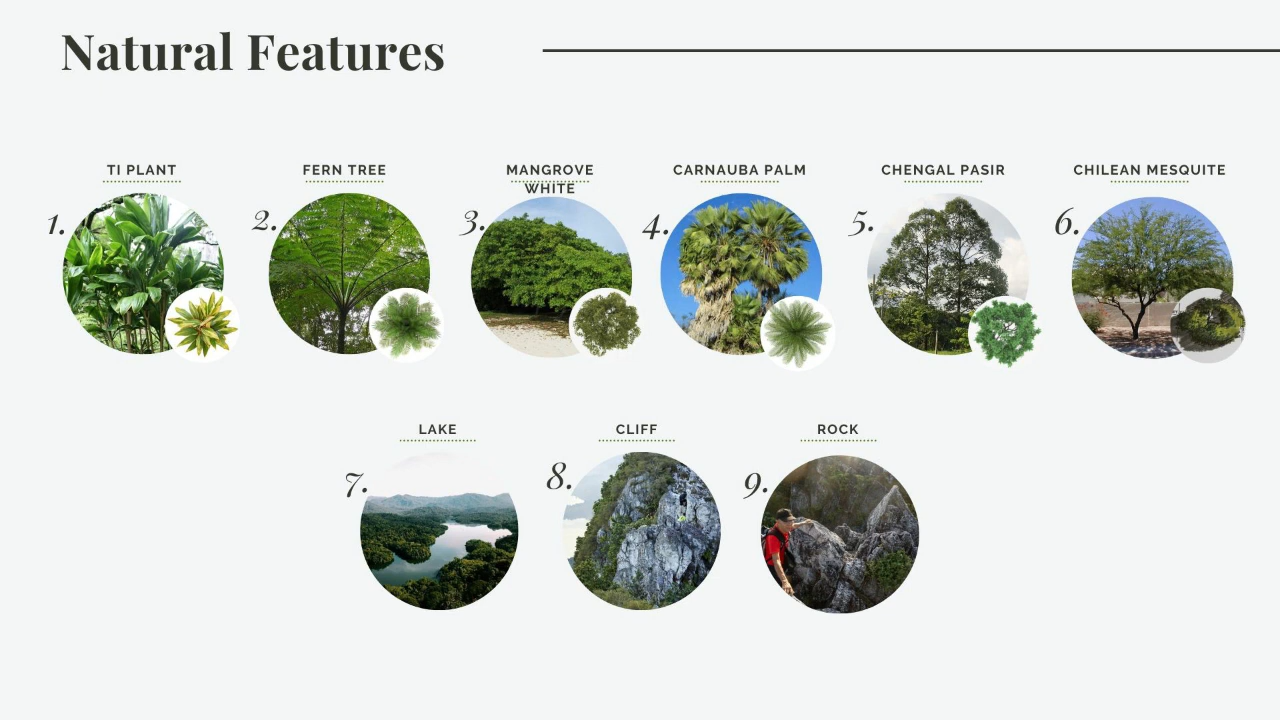 Natural Features
TI PLANT
FERN TREE
MANGROVE
WHITE
CARNAUBA PALM
CHENGAL PASIR
CHILEAN MESQUITE
1.
2.
3.
4.
5.
6.
LAKE
CLIFF
ROCK
7.
8.
9.